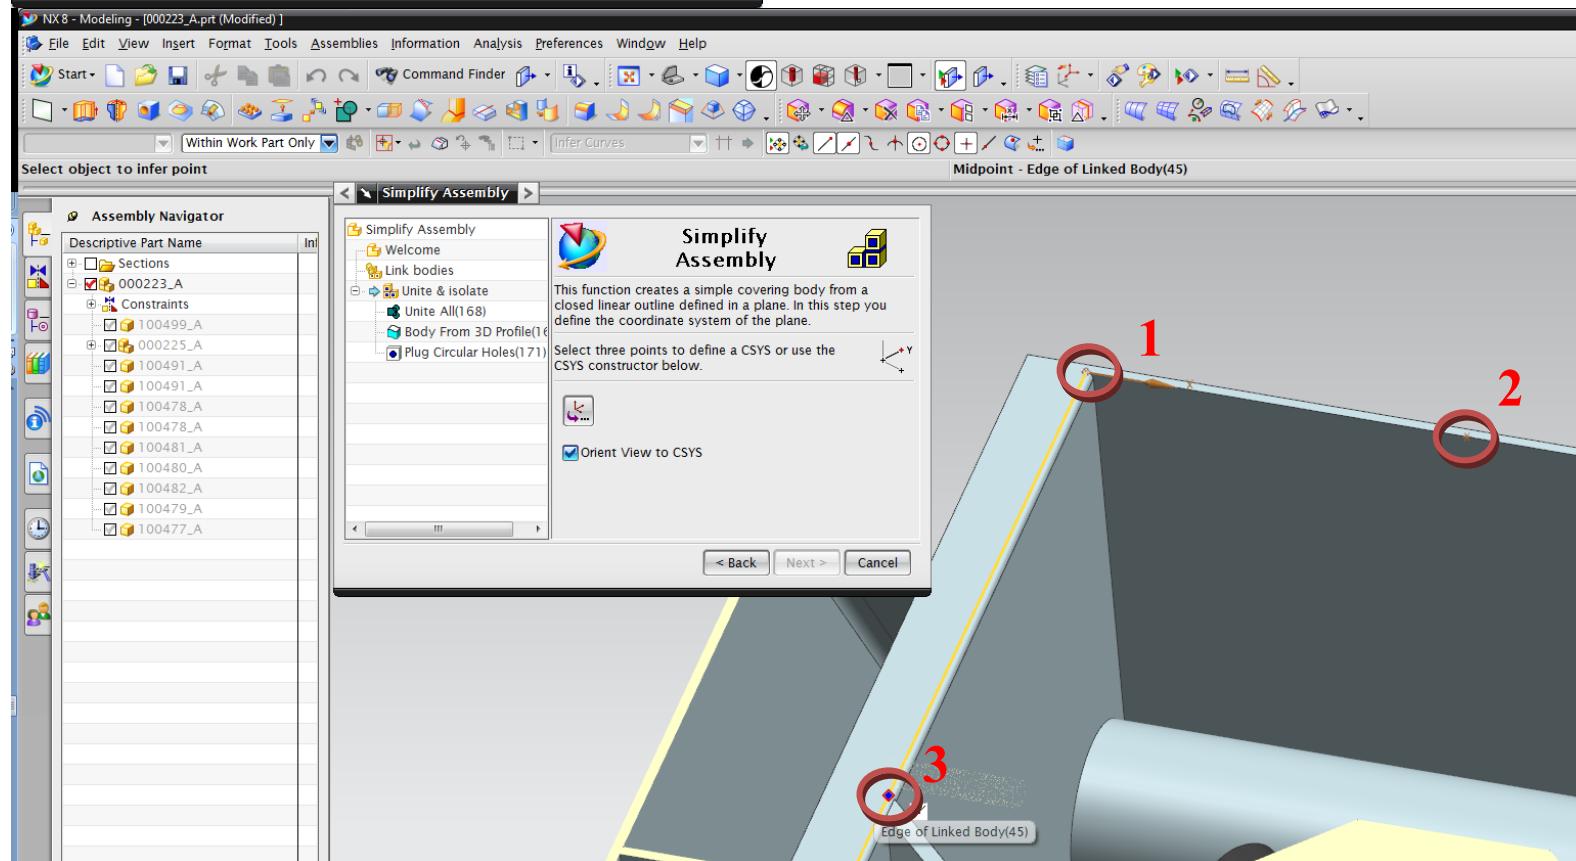 NX 8 - Modeling - [000223_A.prt (Modified) ]
File Edit View Insert Format Tools Assemblies Information Analysis Preferences Window Help
Start Command Finder
Within Work Part Only Infer Curves
Select object to infer point Midpoint - Edge of Linked Body(45)
Simplify Assembly
Assembly Navigator
Descriptive Part Name Inf
Sections
000223_A
Constraints
100499_A
000225_A
100491_A
100491_A
100478_A
100478_A
100481_A
100480_A
100482_A
100479_A
100477_A
Simplify Assembly
Welcome
Link bodies
Unite & isolate
Unite All(168)
Body From 3D Profile(16
Plug Circular Holes(171)
Simplify
Assembly
This function creates a simple covering body from a
closed linear outline defined in a plane. In this step you
define the coordinate system of the plane.
Select three points to define a CSYS or use the
CSYS constructor below.
Y
Orient View to CSYS
< Back Next > Cancel
1
X
2
3
Edge of Linked Body(45)